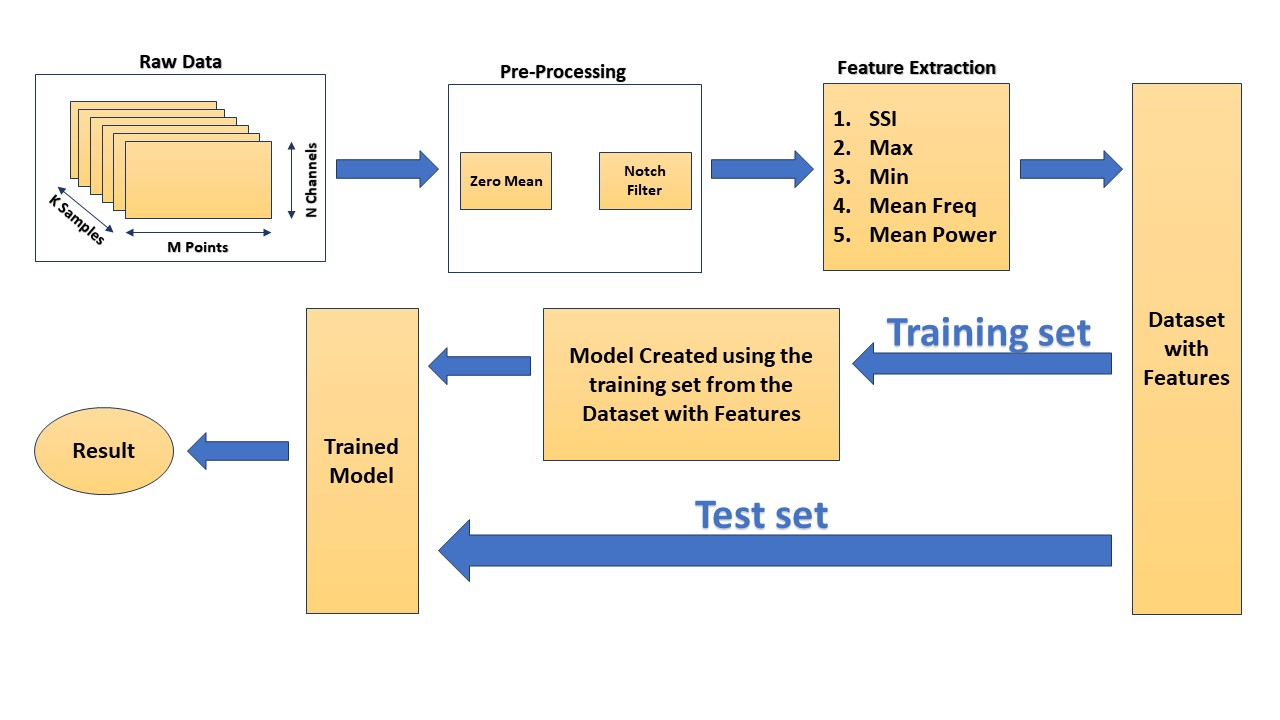 Raw Data
K Samples
M Points
N Channels
Pre-Processing
Zero Mean
Notch
Filter
Feature Extraction
1. SSI
2. Max
3. Min
4. Mean Freq
5. Mean Power
Dataset
with
Features
Training set
Model Created using the
training set from the
Dataset with Features
Trained
Model
Result
Test set